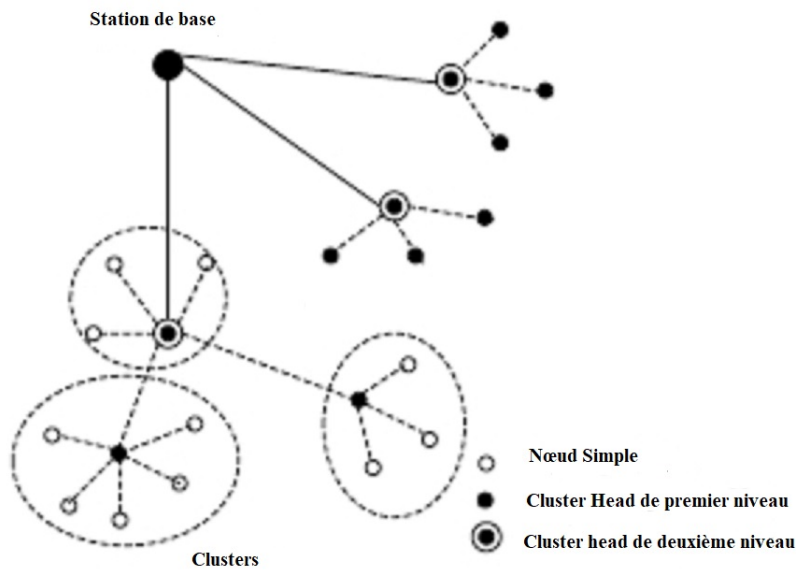 Station de base
Nœud Simple
Cluster Head de premier niveau
Cluster head de deuxième niveau
Clusters